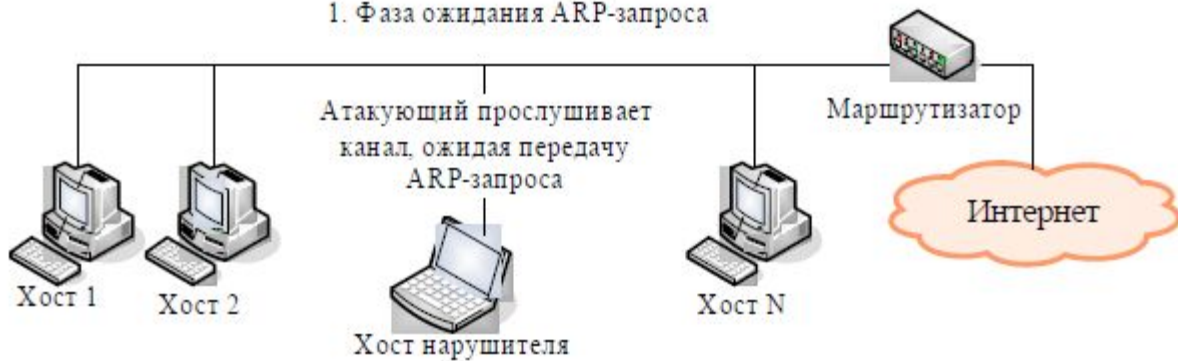 1. Фаза ожидания ARP-запроса
Маршрутизатор
Атакующий прослушивает
канал, ожидая передачу
ARP-запроса
Интернет
Хост 1
Хост 2
Хост N
Хост нарушителя